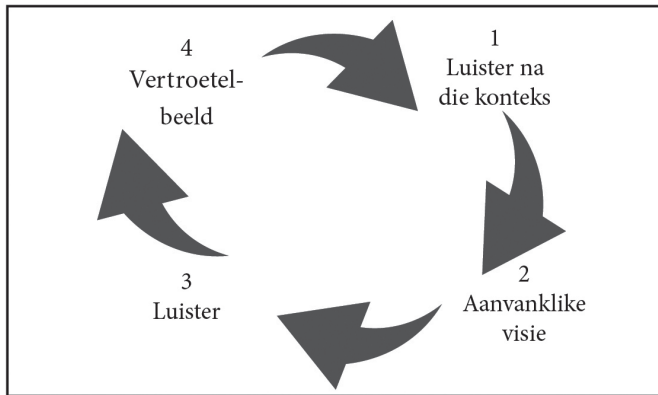 1
Luister na
die konteks
2
Aanvanklike
visie
3
Luister
4
Vertroetel-
beeld